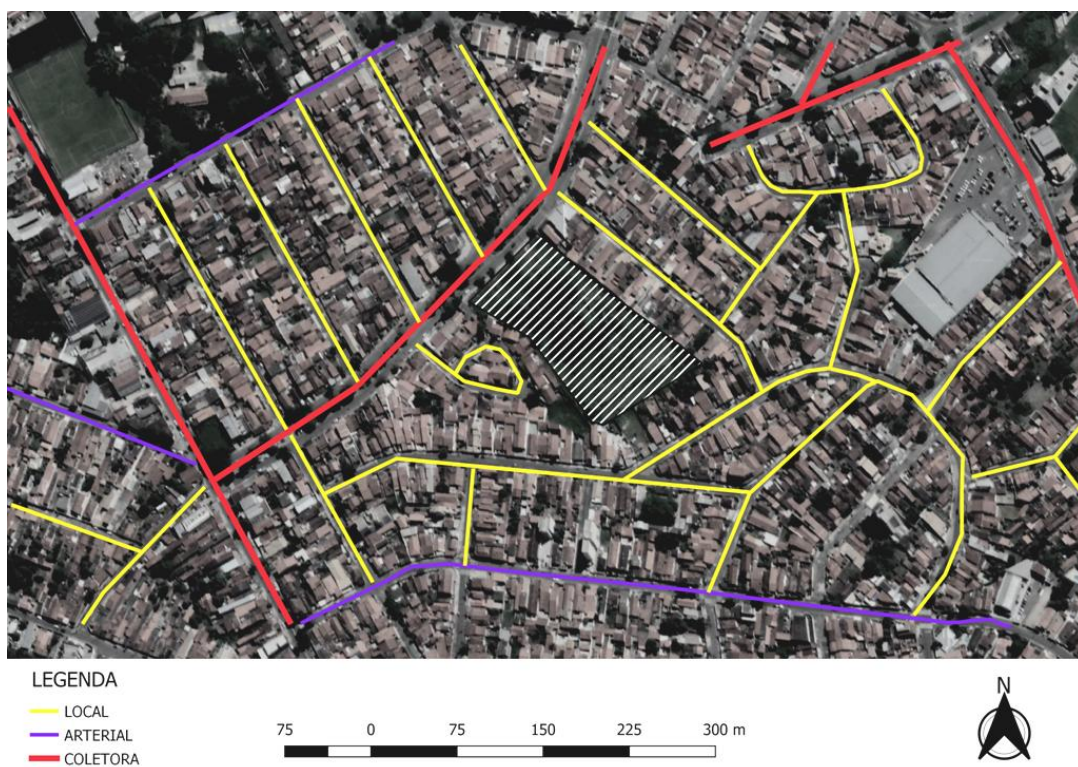 LEGENDA
LOCAL
ARTERIAL
COLETORA
75 0 75 150 225 300 m
N